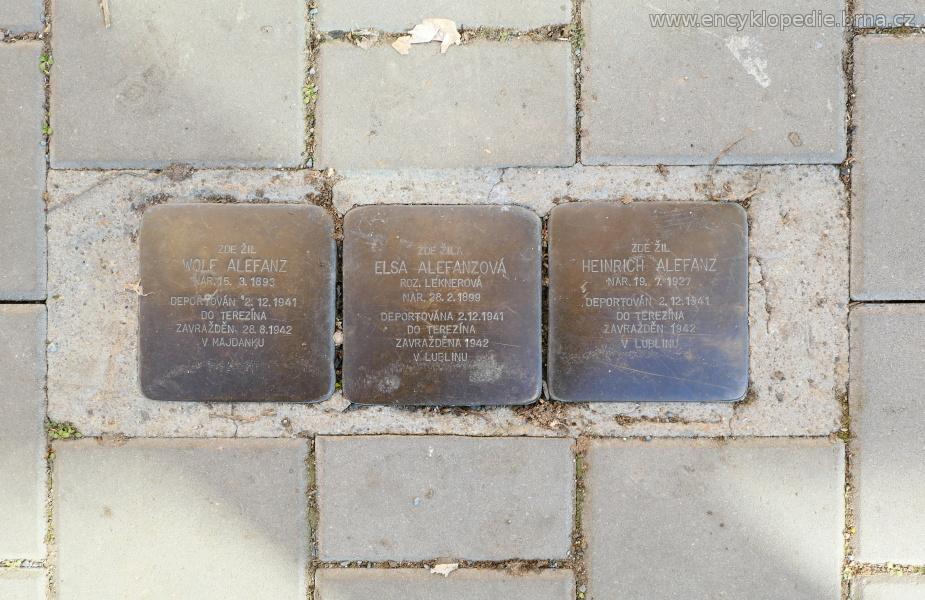 www.encyklopedie.brna.cz
ZDE ŽIL
WOLF ALEFANZ
NAR. 15. 3. 1893
DEPORTOVÁN 2.12.1941
DO TEREZÍNA
ZAVRAŽDĚN 28.8.1942
V MAJDANKU
ZDE ŽILA
ELSA ALEFANZOVÁ
ROZ. LEKNEROVÁ
NAR. 28. 2. 1899
DEPORTOVÁNA 2.12.1941
DO TEREZÍNA
ZAVRAŽDĚNA 1942
V LUBLINU
ZDE ŽIL
HEINRICH ALEFANZ
NAR. 19. 7. 1927
DEPORTOVÁN 2.12.1941
DO TEREZÍNA
ZAVRAŽDĚN 1942
V LUBLINU